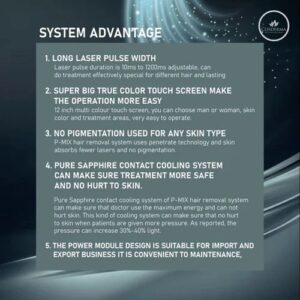 SYSTEM ADVANTAGE
1. LONG LASER PULSE WIDTH
Laser pulse duration is 10ms to 1200ms adjustable, can
do treatment effectively special for different hair and lasting
2. SUPER BIG TRUE COLOR TOUCH SCREEN MAKE
THE OPERATION MORE EASY
12 inch multi colour touch screen, you can choose man or woman, skin
color and treatment areas, very easy to operate.
3. NO PIGMENTATION USED FOR ANY SKIN TYPE
P-MIX hair removal system uses penetrate technology and skin
absorbs fewer lasers and no pigmentation.
4. PURE SAPPHIRE CONTACT COOLING SYSTEM
CAN MAKE SURE TREATMENT MORE SAFE
AND NO HURT TO SKIN.
Pure Sapphire contact cooling system of P-MIX hair removal system
can make sure that doctor use the maximum energy and can not
hurt skin. This kind of cooling system can make sure that no hurt
to skin when patients are given more pressure. As reported, the
pressure can increase 30%-40% light.
5. THE POWER MODULE DESIGN IS SUITABLE FOR IMPORT AND
EXPORT BUSINESS IT IS CONVENIENT TO MAINTENANCE,